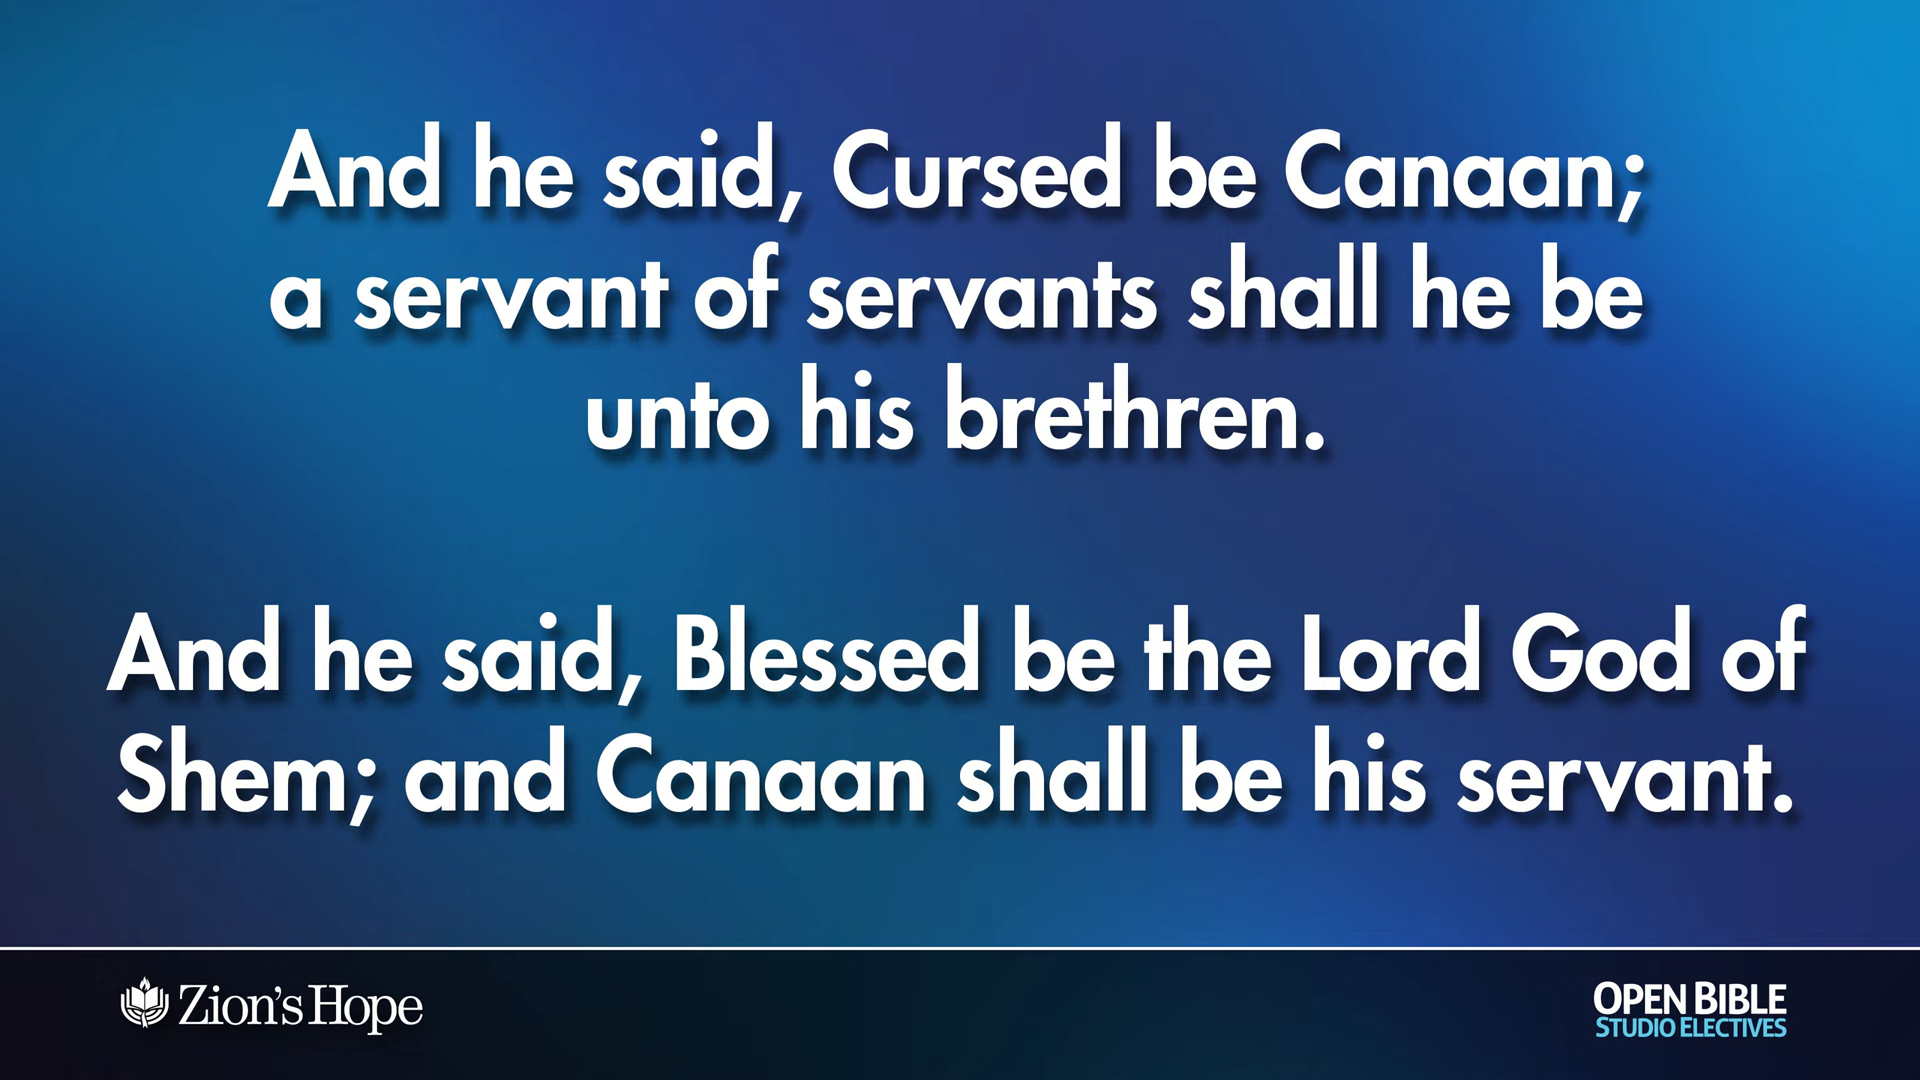 And he said, Cursed be Canaan;
a servant of servants shall he be
unto his brethren.
And he said, Blessed be the Lord God of
Shem; and Canaan shall be his servant.
Zion's Hope
OPEN BIBLE
STUDIO ELECTIVES